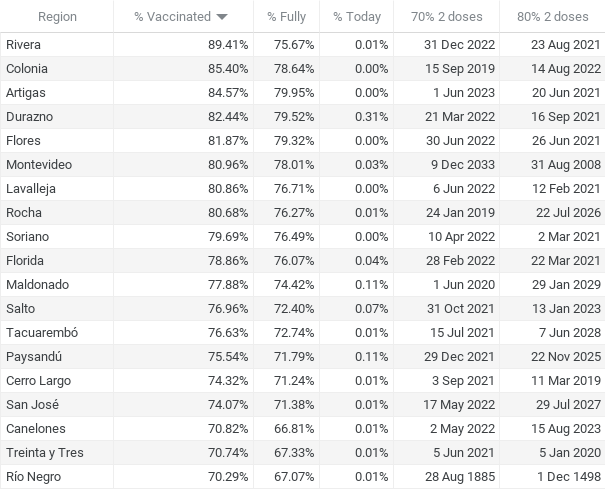 Region % Vaccinated % Fully % Today 70% 2 doses 80% 2 doses
Rivera 89.41% 75.67% 0.01% 31 Dec 2022 23 Aug 2021
Colonia 85.40% 78.64% 0.00% 15 Sep 2019 14 Aug 2022
Artigas 84.57% 79.95% 0.00% 1 Jun 2023 20 Jun 2021
Durazno 82.44% 79.52% 0.31% 21 Mar 2022 16 Sep 2021
Flores 81.87% 79.32% 0.00% 30 Jun 2022 26 Jun 2021
Montevideo 80.96% 78.01% 0.03% 9 Dec 2033 31 Aug 2008
Lavalleja 80.86% 76.71% 0.00% 6 Jun 2022 12 Feb 2021
Rocha 80.68% 76.27% 0.01% 24 Jan 2019 22 Jul 2026
Soriano 79.69% 76.49% 0.00% 10 Apr 2022 2 Mar 2021
Florida 78.86% 76.07% 0.04% 28 Feb 2022 22 Mar 2021
Maldonado 77.88% 74.42% 0.11% 1 Jun 2020 29 Jan 2029
Salto 76.96% 72.40% 0.07% 31 Oct 2021 13 Jan 2023
Tacuarembó 76.63% 72.74% 0.01% 15 Jul 2021 7 Jun 2028
Paysandú 75.54% 71.79% 0.11% 29 Dec 2021 22 Nov 2025
Cerro Largo 74.32% 71.24% 0.01% 3 Sep 2021 11 Mar 2019
San José 74.07% 71.38% 0.01% 17 May 2022 29 Jul 2027
Canelones 70.82% 66.81% 0.01% 2 May 2022 15 Aug 2023
Treinta y Tres 70.74% 67.33% 0.01% 5 Jun 2021 5 Jan 2020
Río Negro 70.29% 67.07% 0.01% 28 Aug 1885 1 Dec 1498